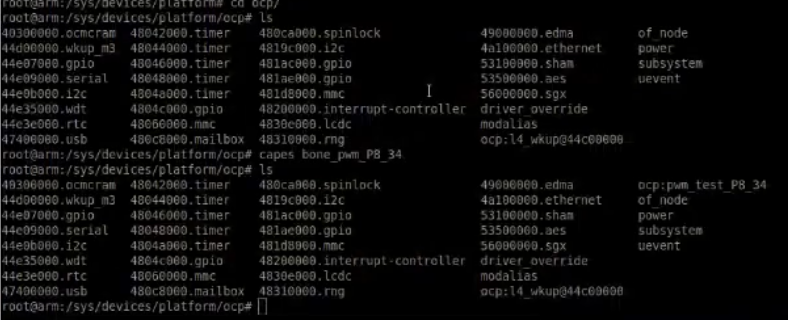 root@arm:/sys/devices/platform# cd ocp/
root@arm:/sys/devices/platform/ocp# ls
40300000.ocmcram  48042000.timer  480ca000.spinlock  49000000.edma  of_node
44d00000.wkup_m3  48044000.timer  4819c000.i2c  4a100000.ethernet  power
44e07000.gpio  48046000.timer  481ac000.gpio  53100000.sham  subsystem
44e09000.serial  48048000.timer  481ae000.gpio  53500000.aes  uevent
44e0b000.i2c  4804a000.timer  481d8000.mmc  56000000.sgx
44e35000.wdt  4804c000.gpio  48200000.interrupt-controller  driver_override
44e3e000.rtc  48060000.mmc  4830e000.lcdc  modalias
47400000.usb  480c8000.mailbox  48310000.rng  ocp:l4_wkup@44c00000
root@arm:/sys/devices/platform/ocp# capes bone_pwm_P8_34
root@arm:/sys/devices/platform/ocp# ls
40300000.ocmcram  48042000.timer  480ca000.spinlock  49000000.edma  ocp:pwm_test_P8_34
44d00000.wkup_m3  48044000.timer  4819c000.i2c  4a100000.ethernet  of_node
44e07000.gpio  48046000.timer  481ac000.gpio  53100000.sham  power
44e09000.serial  48048000.timer  481ae000.gpio  53500000.aes  subsystem
44e0b000.i2c  4804a000.timer  481d8000.mmc  56000000.sgx  uevent
44e35000.wdt  4804c000.gpio  48200000.interrupt-controller  driver_override
44e3e000.rtc  48060000.mmc  4830e000.lcdc  modalias
47400000.usb  480c8000.mailbox  48310000.rng  ocp:l4_wkup@44c00000
root@arm:/sys/devices/platform/ocp#